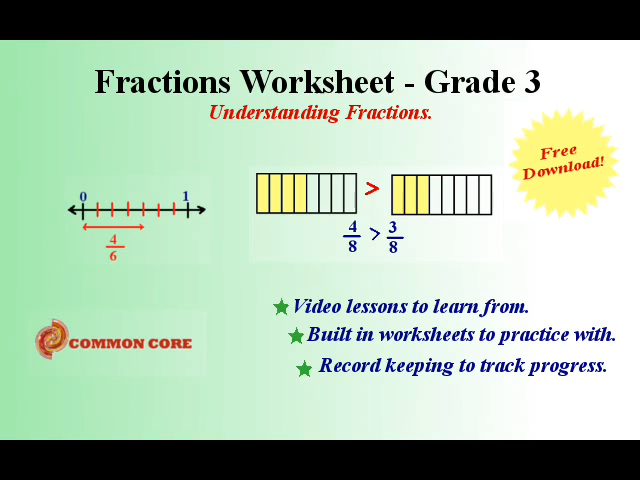 Fractions Worksheet - Grade 3
Understanding Fractions.
Free
Download!
0 1
4
6
>
4 > 3
8 8
Video lessons to learn from.
Built in worksheets to practice with.
Record keeping to track progress.
COMMON CORE